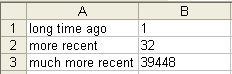 A B
1 long time ago 1
2 more recent 32
3 much more recent 39448